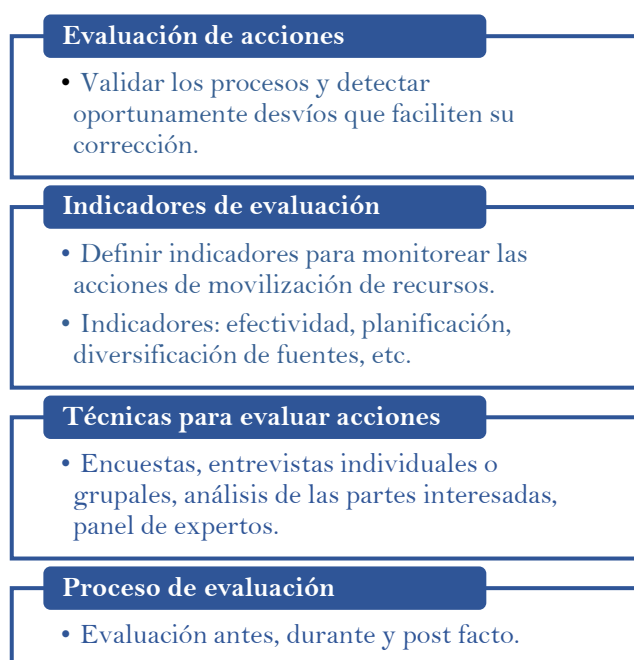 Evaluación de acciones
• Validar los procesos y detectar
oportunamente desvíos que faciliten su
corrección.
Indicadores de evaluación
• Definir indicadores para monitorear las
acciones de movilización de recursos.
• Indicadores: efectividad, planificación,
diversificación de fuentes, etc.
Técnicas para evaluar acciones
• Encuestas, entrevistas individuales o
grupales, análisis de las partes interesadas,
panel de expertos.
Proceso de evaluación
• Evaluación antes, durante y post facto.